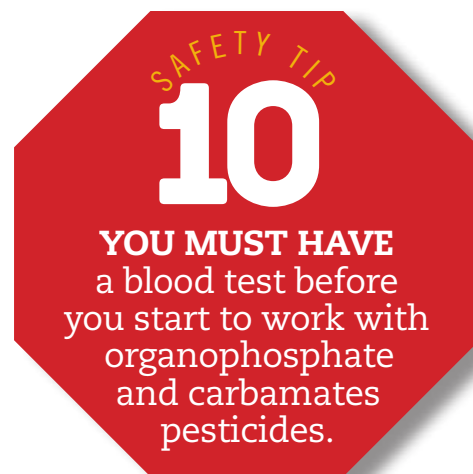 SAFETY TIP
10
YOU MUST HAVE
a blood test before
you start to work with
organophosphate
and carbamates
pesticides.